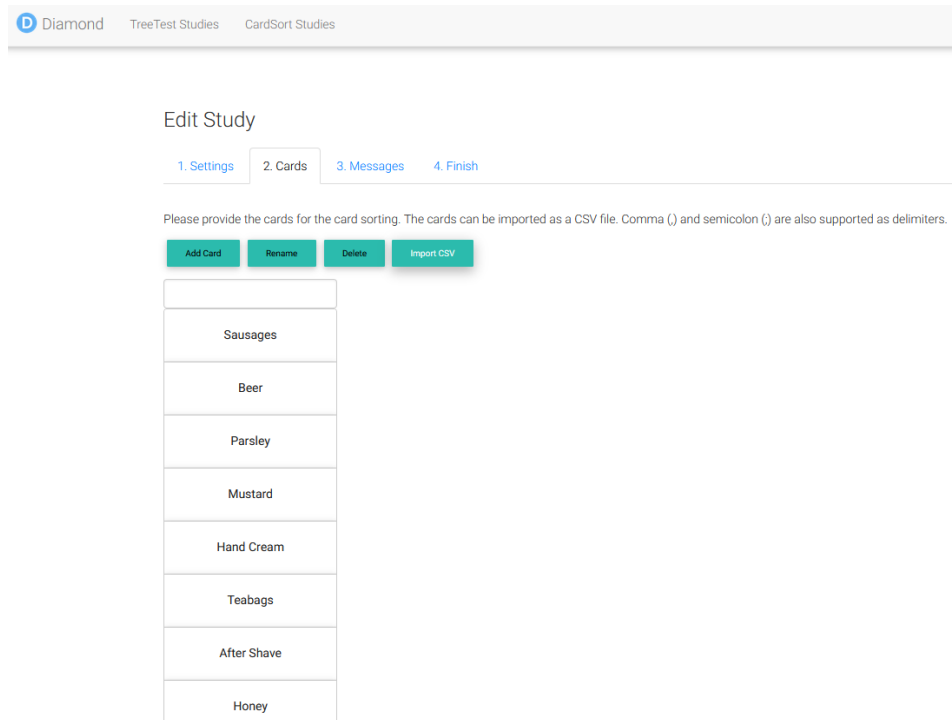 D Diamond TreeTest Studies CardSort Studies
Edit Study
1. Settings 2. Cards 3. Messages 4. Finish
Please provide the cards for the card sorting. The cards can be imported as a CSV file. Comma (,) and semicolon (;) are also supported as delimiters.
Add Card Rename Delete Import CSV
Sausages
Beer
Parsley
Mustard
Hand Cream
Teabags
After Shave
Honey